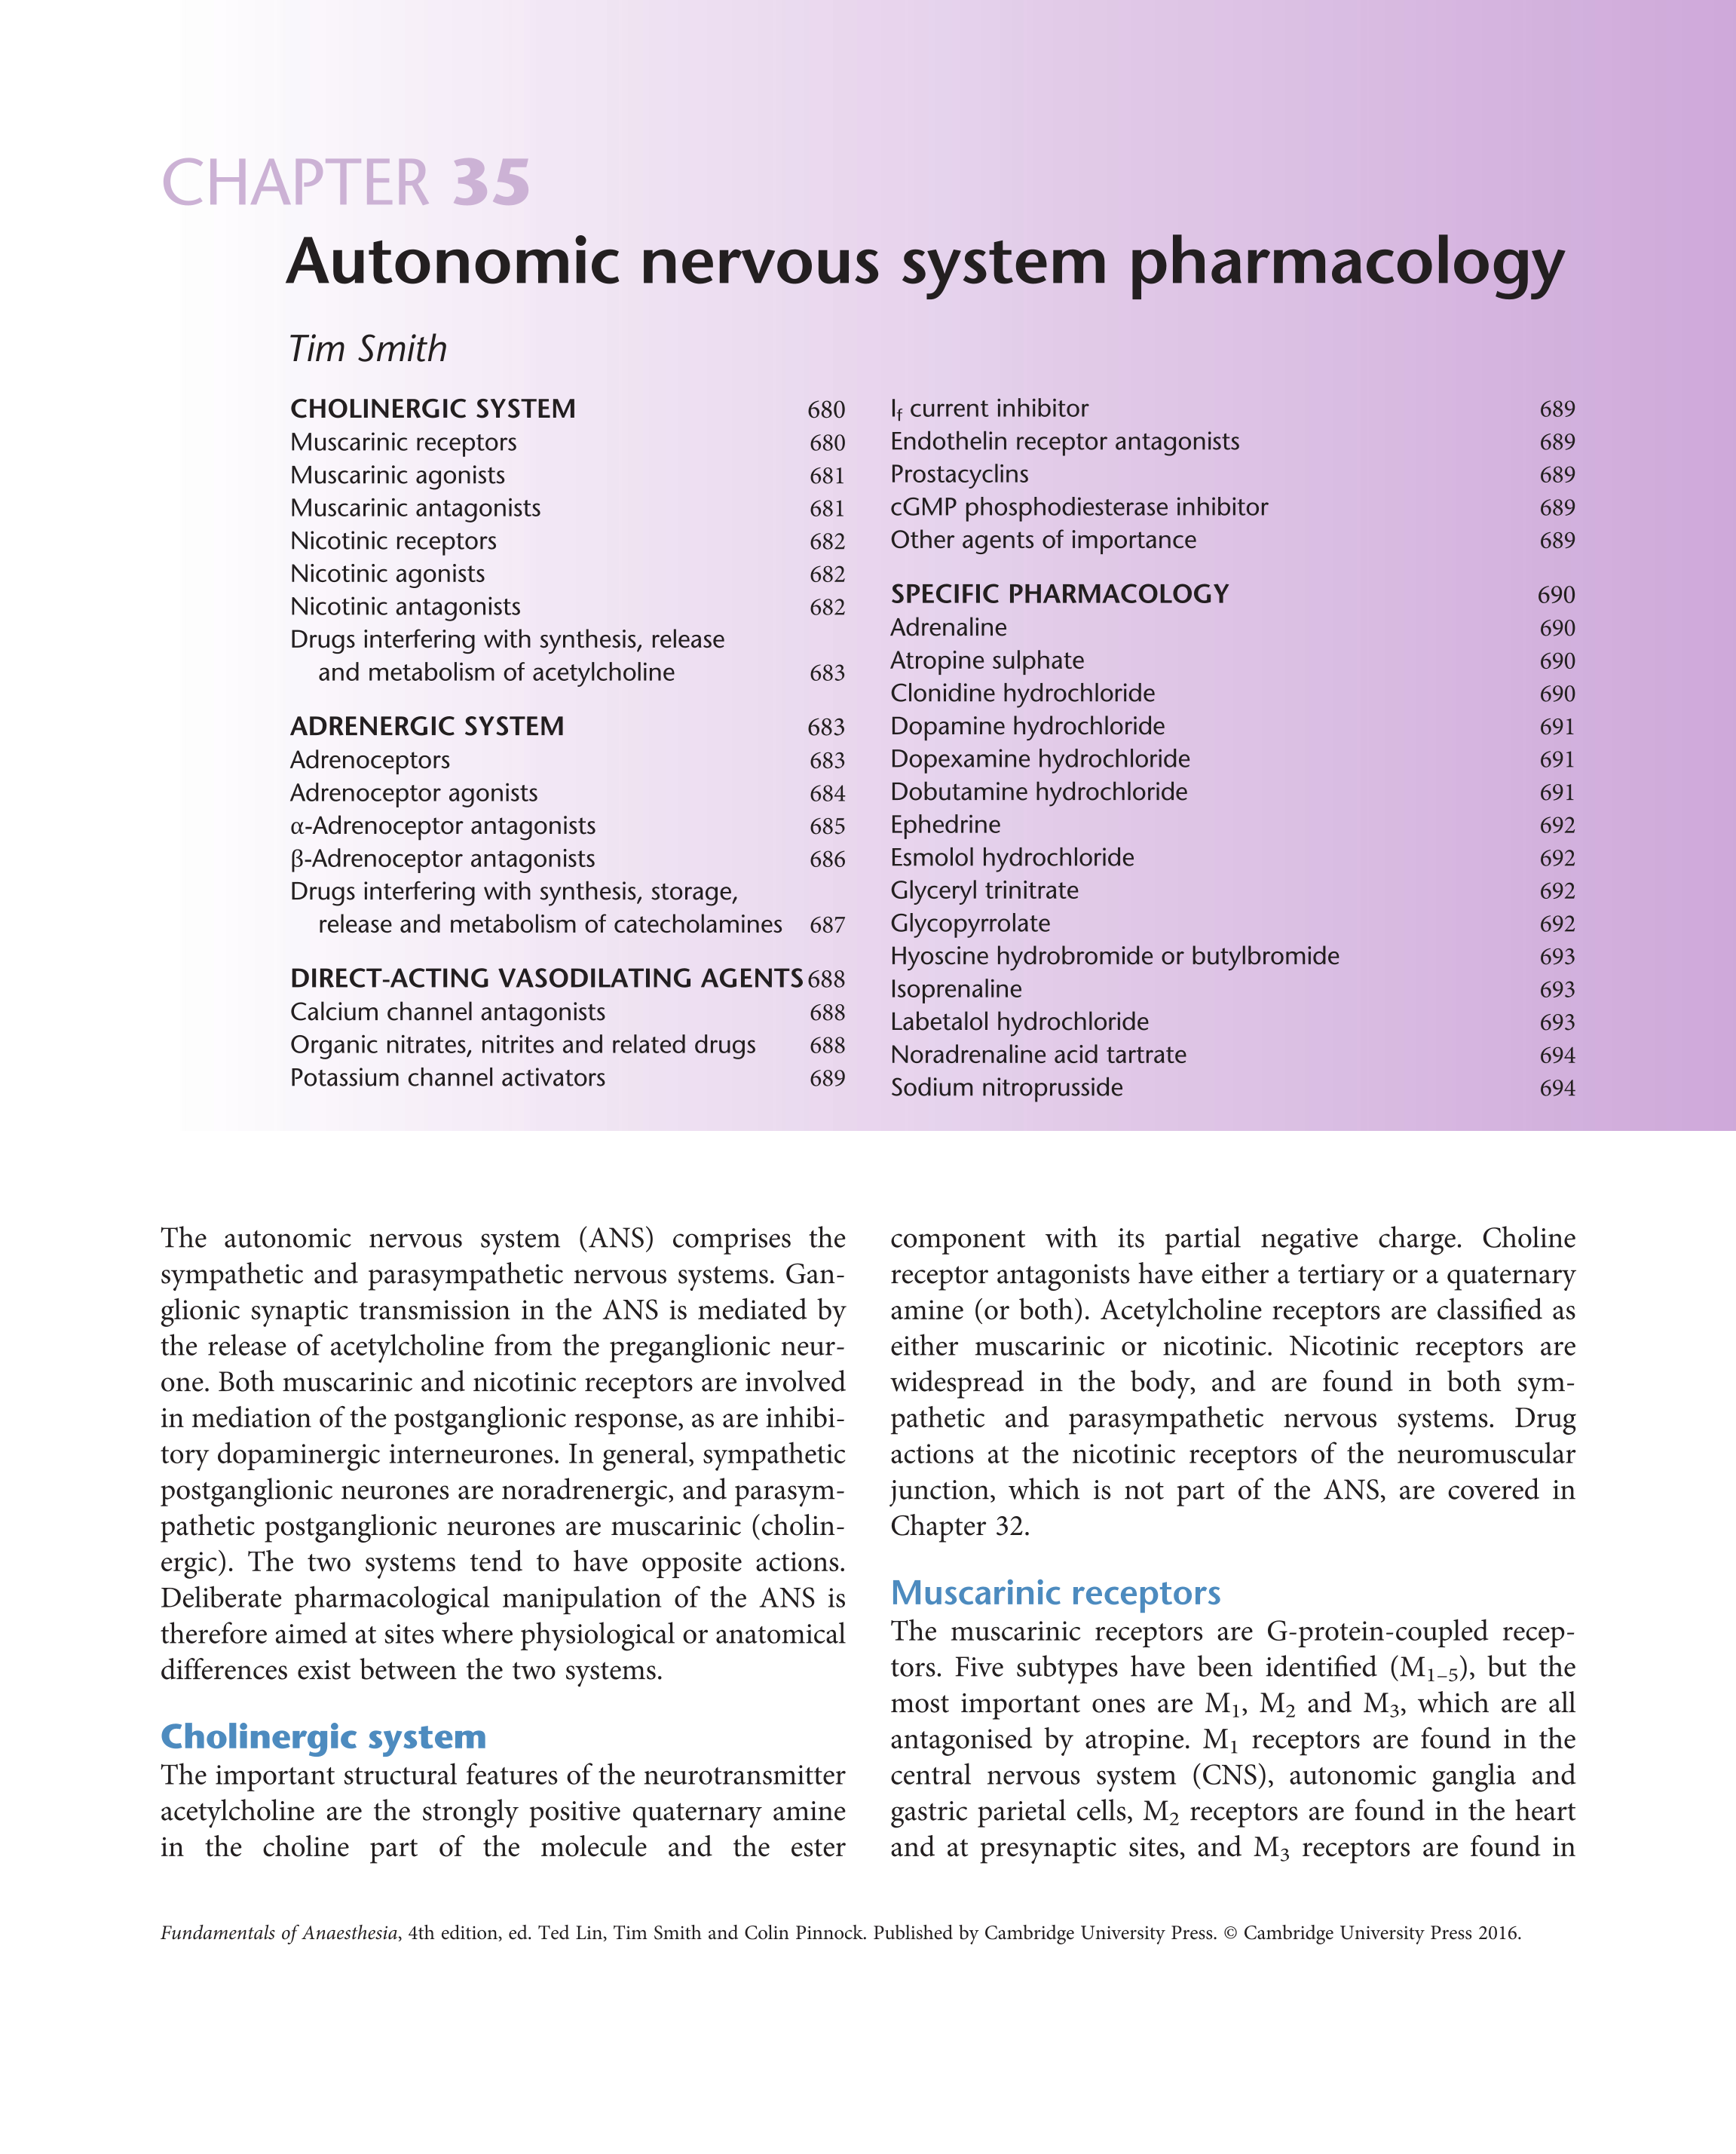 CHAPTER 35
Autonomic nervous system pharmacology
Tim Smith
CHOLINERGIC SYSTEM 680
Muscarinic receptors 680
Muscarinic agonists 681
Muscarinic antagonists 681
Nicotinic receptors 682
Nicotinic agonists 682
Nicotinic antagonists 682
Drugs interfering with synthesis, release
and metabolism of acetylcholine 683
ADRENERGIC SYSTEM 683
Adrenoceptors 683
Adrenoceptor agonists 684
α-Adrenoceptor antagonists 685
β-Adrenoceptor antagonists 686
Drugs interfering with synthesis, storage,
release and metabolism of catecholamines 687
DIRECT-ACTING VASODILATING AGENTS 688
Calcium channel antagonists 688
Organic nitrates, nitrites and related drugs 688
Potassium channel activators 689
If current inhibitor 689
Endothelin receptor antagonists 689
Prostacyclins 689
cGMP phosphodiesterase inhibitor 689
Other agents of importance 689
SPECIFIC PHARMACOLOGY 690
Adrenaline 690
Atropine sulphate 690
Clonidine hydrochloride 690
Dopamine hydrochloride 691
Dopexamine hydrochloride 691
Dobutamine hydrochloride 691
Ephedrine 692
Esmolol hydrochloride 692
Glyceryl trinitrate 692
Glycopyrrolate 692
Hyoscine hydrobromide or butylbromide 693
Isoprenaline 693
Labetalol hydrochloride 693
Noradrenaline acid tartrate 694
Sodium nitroprusside 694
The autonomic nervous system (ANS) comprises the
sympathetic and parasympathetic nervous systems. Gan-
glionic synaptic transmission in the ANS is mediated by
the release of acetylcholine from the preganglionic neur-
one. Both muscarinic and nicotinic receptors are involved
in mediation of the postganglionic response, as are inhibi-
tory dopaminergic interneurones. In general, sympathetic
postganglionic neurones are noradrenergic, and parasym-
pathetic postganglionic neurones are muscarinic (cholin-
ergic). The two systems tend to have opposite actions.
Deliberate pharmacological manipulation of the ANS is
therefore aimed at sites where physiological or anatomical
differences exist between the two systems.
Cholinergic system
The important structural features of the neurotransmitter
acetylcholine are the strongly positive quaternary amine
in the choline part of the molecule and the ester
component with its partial negative charge. Choline
receptor antagonists have either a tertiary or a quaternary
amine (or both). Acetylcholine receptors are classified as
either muscarinic or nicotinic. Nicotinic receptors are
widespread in the body, and are found in both sym-
pathetic and parasympathetic nervous systems. Drug
actions at the nicotinic receptors of the neuromuscular
junction, which is not part of the ANS, are covered in
Chapter 32.
Muscarinic receptors
The muscarinic receptors are G-protein-coupled recep-
tors. Five subtypes have been identified (M1–5), but the
most important ones are M1, M2 and M3, which are all
antagonised by atropine. M1 receptors are found in the
central nervous system (CNS), autonomic ganglia and
gastric parietal cells, M2 receptors are found in the heart
and at presynaptic sites, and M3 receptors are found in
Fundamentals of Anaesthesia, 4th edition, ed. Ted Lin, Tim Smith and Colin Pinnock. Published by Cambridge University Press. © Cambridge University Press 2016.